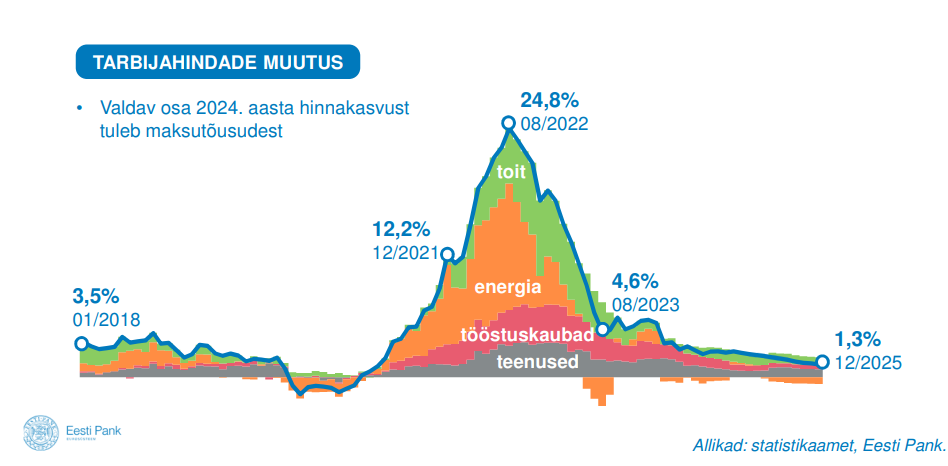 TARBIJAHINDADE MUUTUS
• Valdav osa 2024. aasta hinnakasvust
tuleb maksutõusudest
24,8%
08/2022
toit
12,2%
12/2021
energia
4,6%
08/2023
3,5%
01/2018
tööstuskaubad
teenused
1,3%
12/2025
Eesti Pank
Allikad: statistikaamet, Eesti Pank.